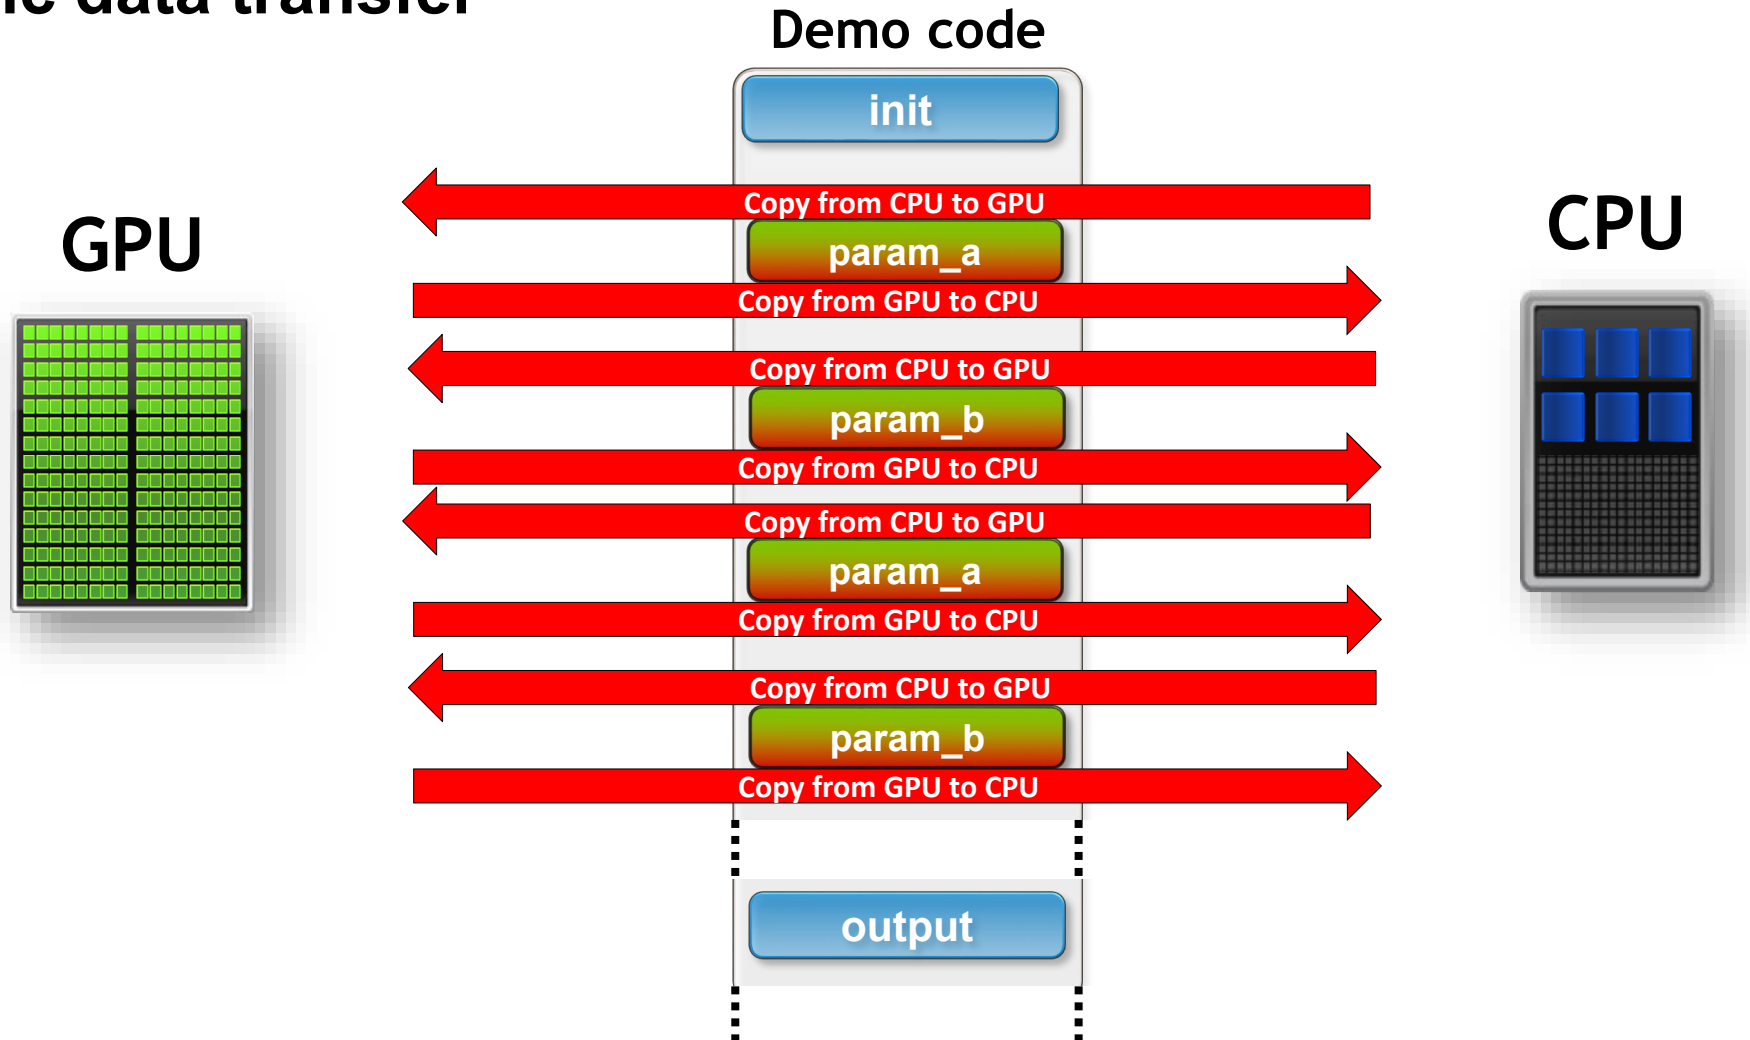 data transfer
Demo code
init
Copy from CPU to GPU
GPU
CPU
param_a
Copy from GPU to CPU
Copy from CPU to GPU
param_b
Copy from GPU to CPU
Copy from CPU to GPU
param_a
Copy from GPU to CPU
Copy from CPU to GPU
param_b
Copy from GPU to CPU
output